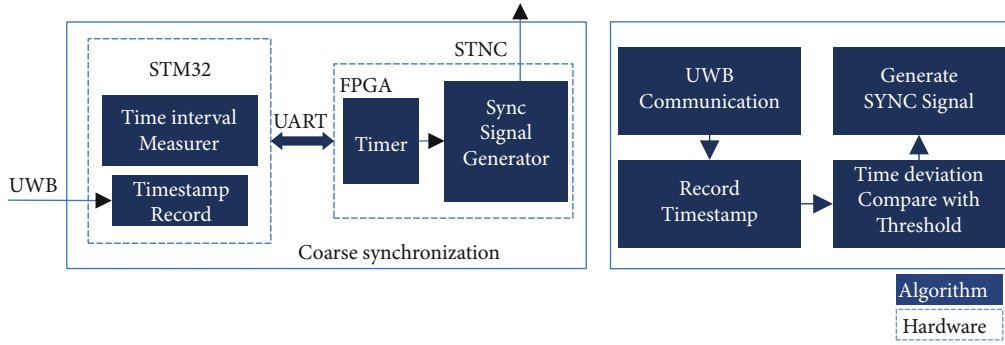 STNC
STM32
FPGA
Time interval
Measurer
UART
Timer
Sync
Signal
Generator
UWB
Timestamp
Record
Coarse synchronization
UWB
Communication
Generate
SYNC Signal
Record
Timestamp
Time deviation
Compare with
Threshold
Algorithm
Hardware